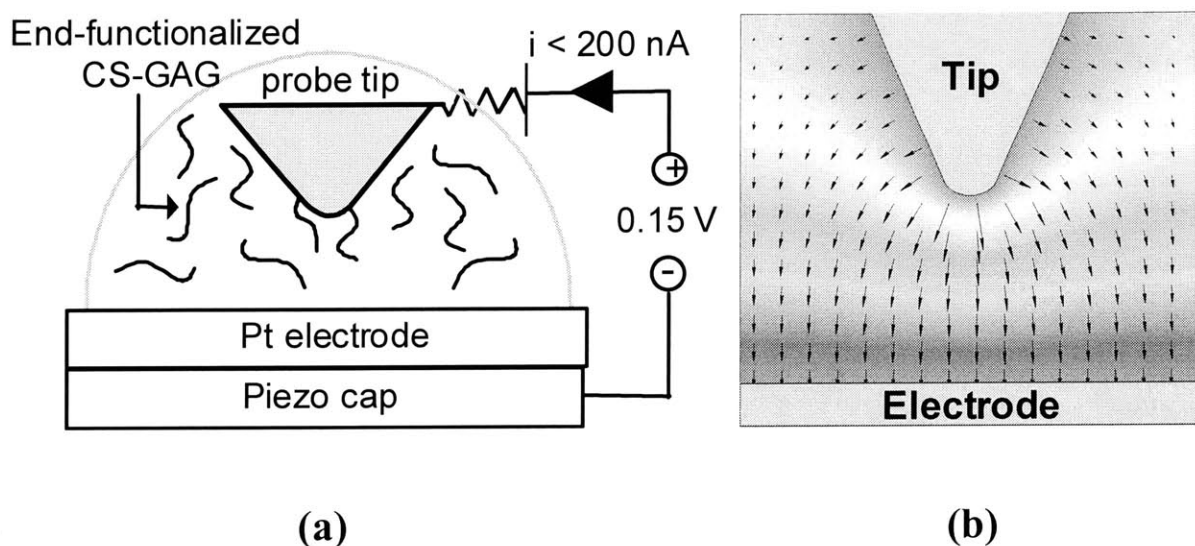 End-functionalized
CS-GAG
probe tip
i < 200 nA
+
0.15 V
-
Pt electrode
Piezo cap
Tip
Electrode
(a)
(b)